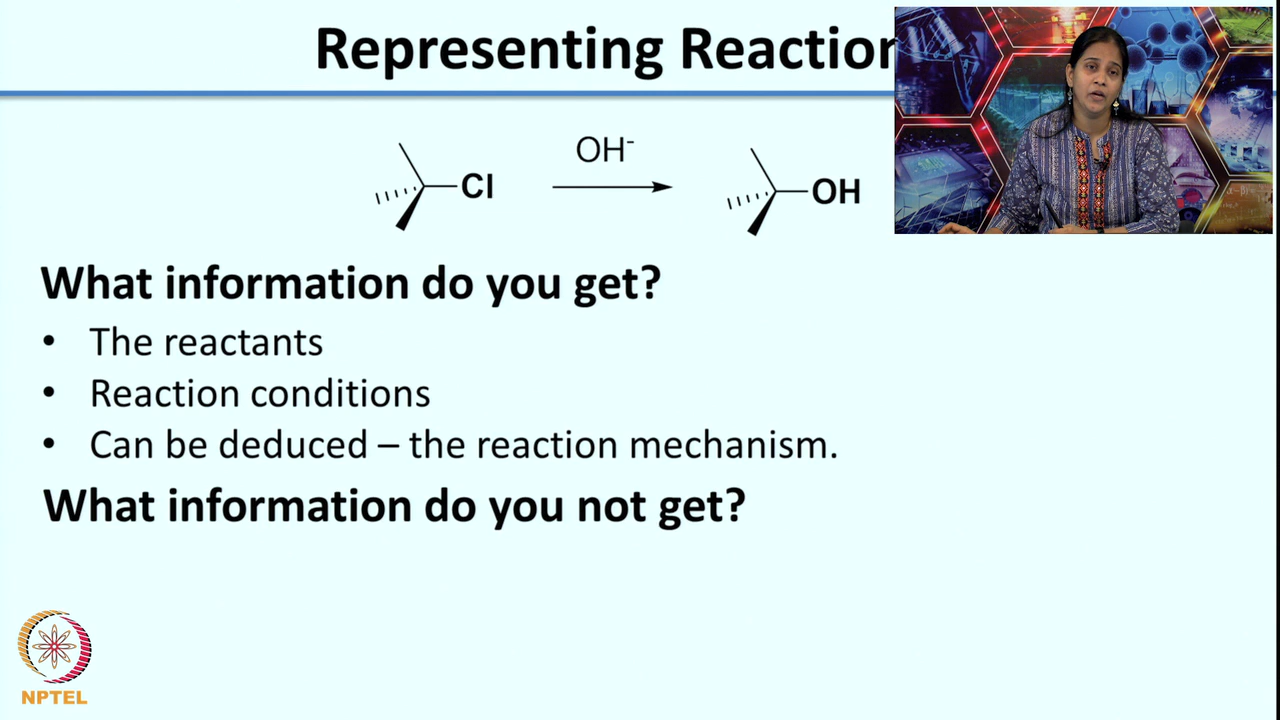 Representing Reaction
OH⁻
Cl
OH
What information do you get?
• The reactants
• Reaction conditions
• Can be deduced – the reaction mechanism.
What information do you not get?
NPTEL